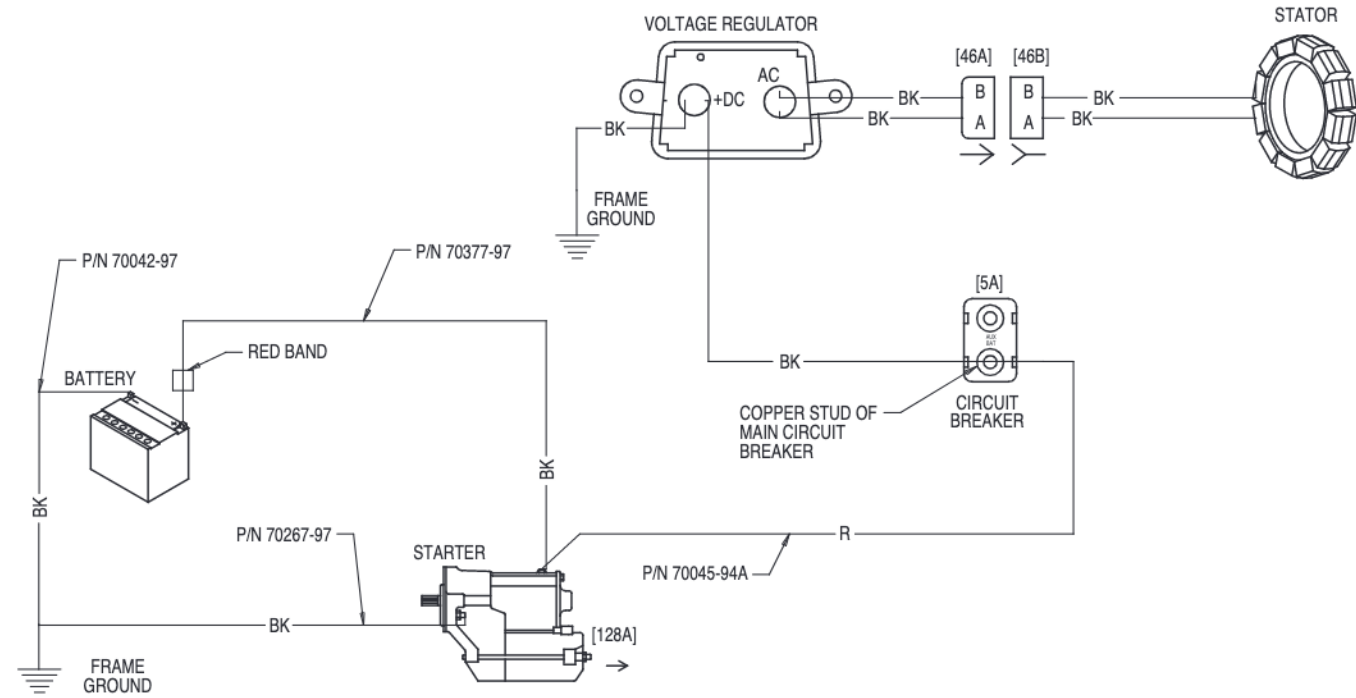 STATOR
VOLTAGE REGULATOR
[46A]
[46B]
AC
+DC
B
B
BK
BK
A
A
BK
BK
BK
FRAME
GROUND
P/N 70042-97
P/N 70377-97
[5A]
RED BAND
AUX
BAT
BATTERY
BK
COPPER STUD OF
MAIN CIRCUIT
BREAKER
CIRCUIT
BREAKER
BK
BK
P/N 70267-97
STARTER
R
P/N 70045-94A
BK
[128A]
FRAME
GROUND